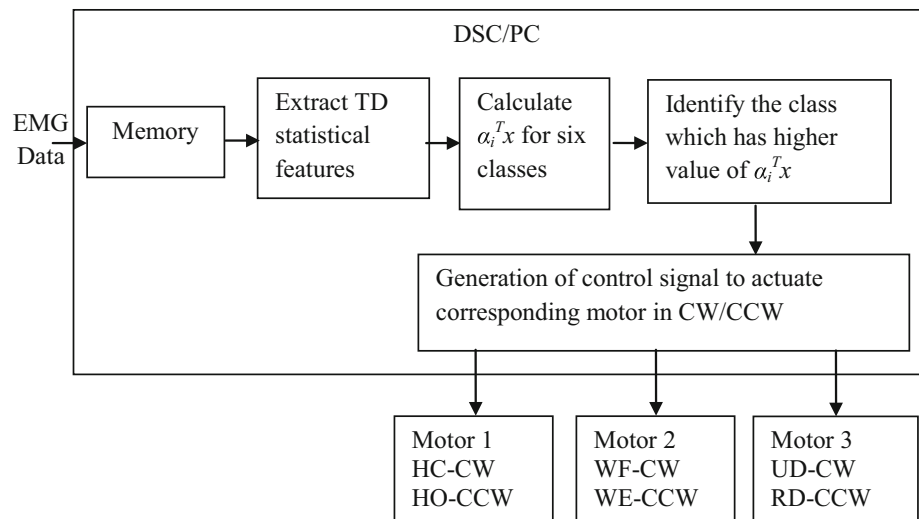 DSC/PC
EMG
Data
Memory
Extract TD
statistical
features
Calculate
αᵢᵀx for six
classes
Identify the class
which has higher
value of αᵢᵀx
Generation of control signal to actuate
corresponding motor in CW/CCW
Motor 1
HC-CW
HO-CCW
Motor 2
WF-CW
WE-CCW
Motor 3
UD-CW
RD-CCW